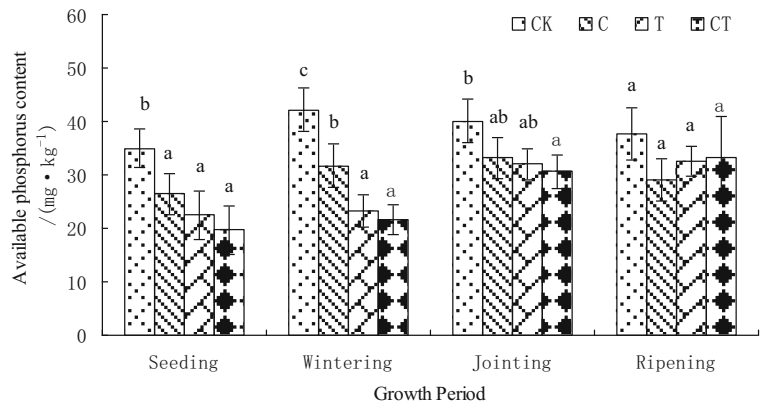 60
50
40
30
20
10
0
Available phosphorus content
/(mg•kg⁻¹)
CK C T CT
b a a a
c b a a
b ab ab a
a a a a
Seeding Wintering Jointing Ripening
Growth Period